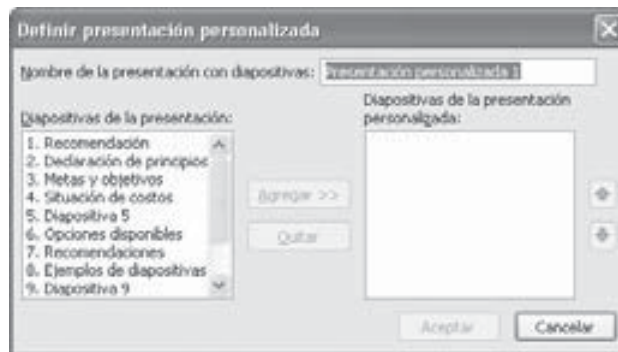 Definir presentación personalizada
Nombre de la presentación con diapositivas: Presentación personalizada 1
Diapositivas de la presentación:
1. Recomendación
2. Declaración de principios
3. Metas y objetivos
4. Situación de costos
5. Diapositiva 5
6. Opciones disponibles
7. Recomendaciones
8. Ejemplos de diapositivas
9. Diapositiva 9
Agregar >>
Quitar
Diapositivas de la presentación
personalizada:
Aceptar
Cancelar